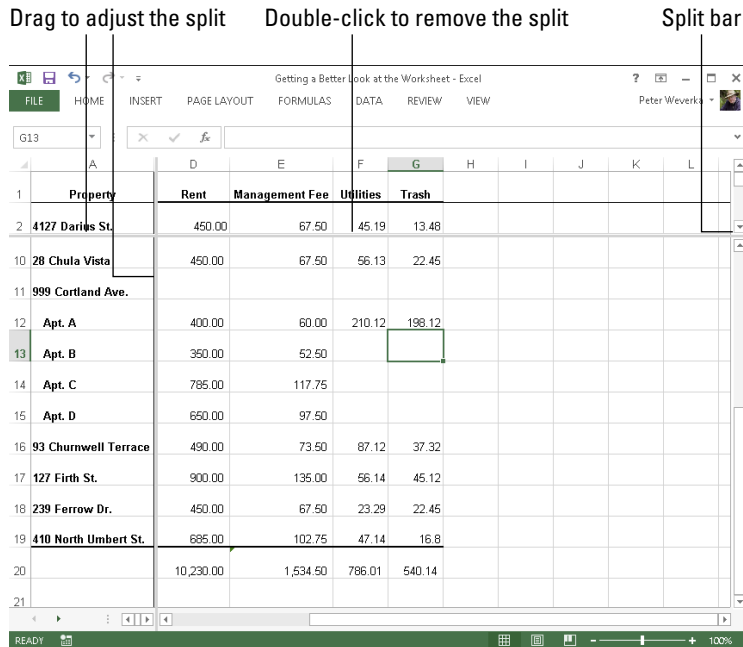 Drag to adjust the split Double-click to remove the split Split bar
Getting a Better Look at the Worksheet - Excel ?
FILE HOME INSERT PAGE LAYOUT FORMULAS DATA REVIEW VIEW Peter Weverka
G13 fx
A D E F G H I J K L
1 Property Rent Management Fee Utilities Trash
2 4127 Darius St. 450.00 67.50 45.19 13.48
10 28 Chula Vista 450.00 67.50 56.13 22.45
11 999 Cortland Ave.
12 Apt. A 400.00 60.00 210.12 198.12
13 Apt. B 350.00 52.50
14 Apt. C 785.00 117.75
15 Apt. D 650.00 97.50
16 93 Churnwell Terrace 490.00 73.50 87.12 37.32
17 127 Firth St. 900.00 135.00 56.14 45.12
18 239 Ferrow Dr. 450.00 67.50 23.29 22.45
19 410 North Umbert St. 685.00 102.75 47.14 16.8
20 10,230.00 1,534.50 786.01 540.14
21
READY 100%